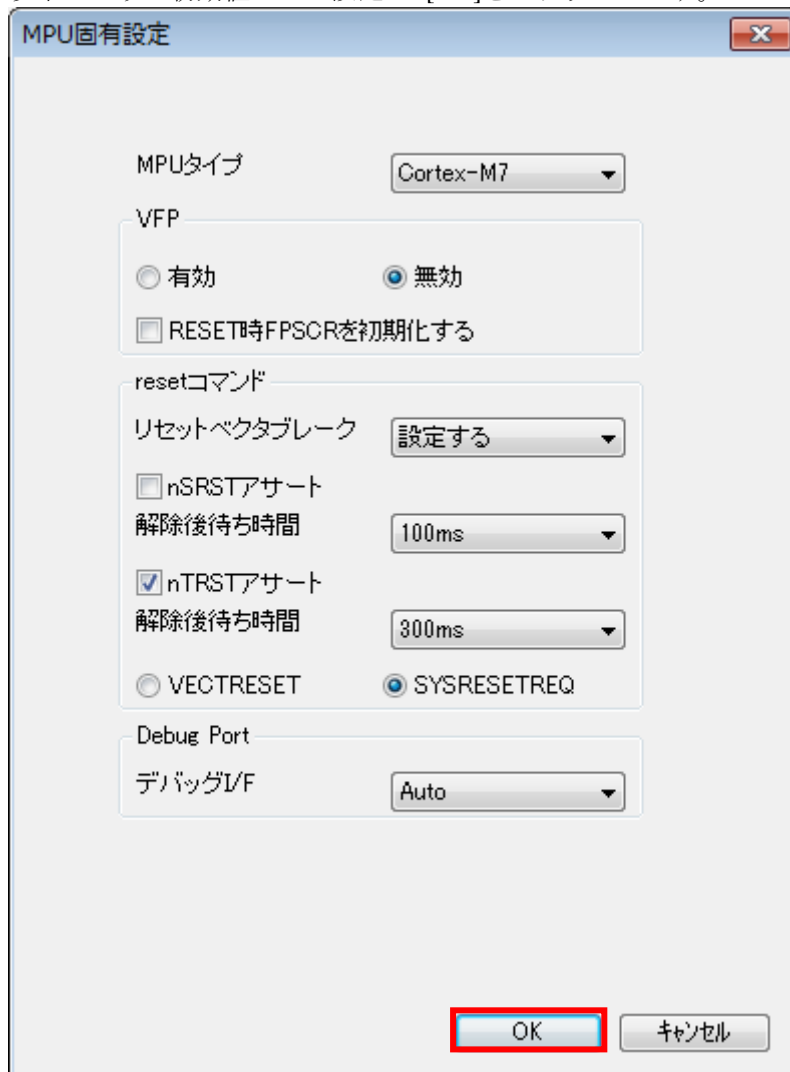 MPU固有設定
MPUタイプ Cortex-M7
VFP
有効 無効
RESET時FPSCRを初期化する
resetコマンド
リセットベクタブレーク 設定する
nSRSTアサート
解除後待ち時間 100ms
nTRSTアサート
解除後待ち時間 300ms
VECTRESET SYSRESETREQ
Debug Port
デバッグI/F Auto
OK キャンセル